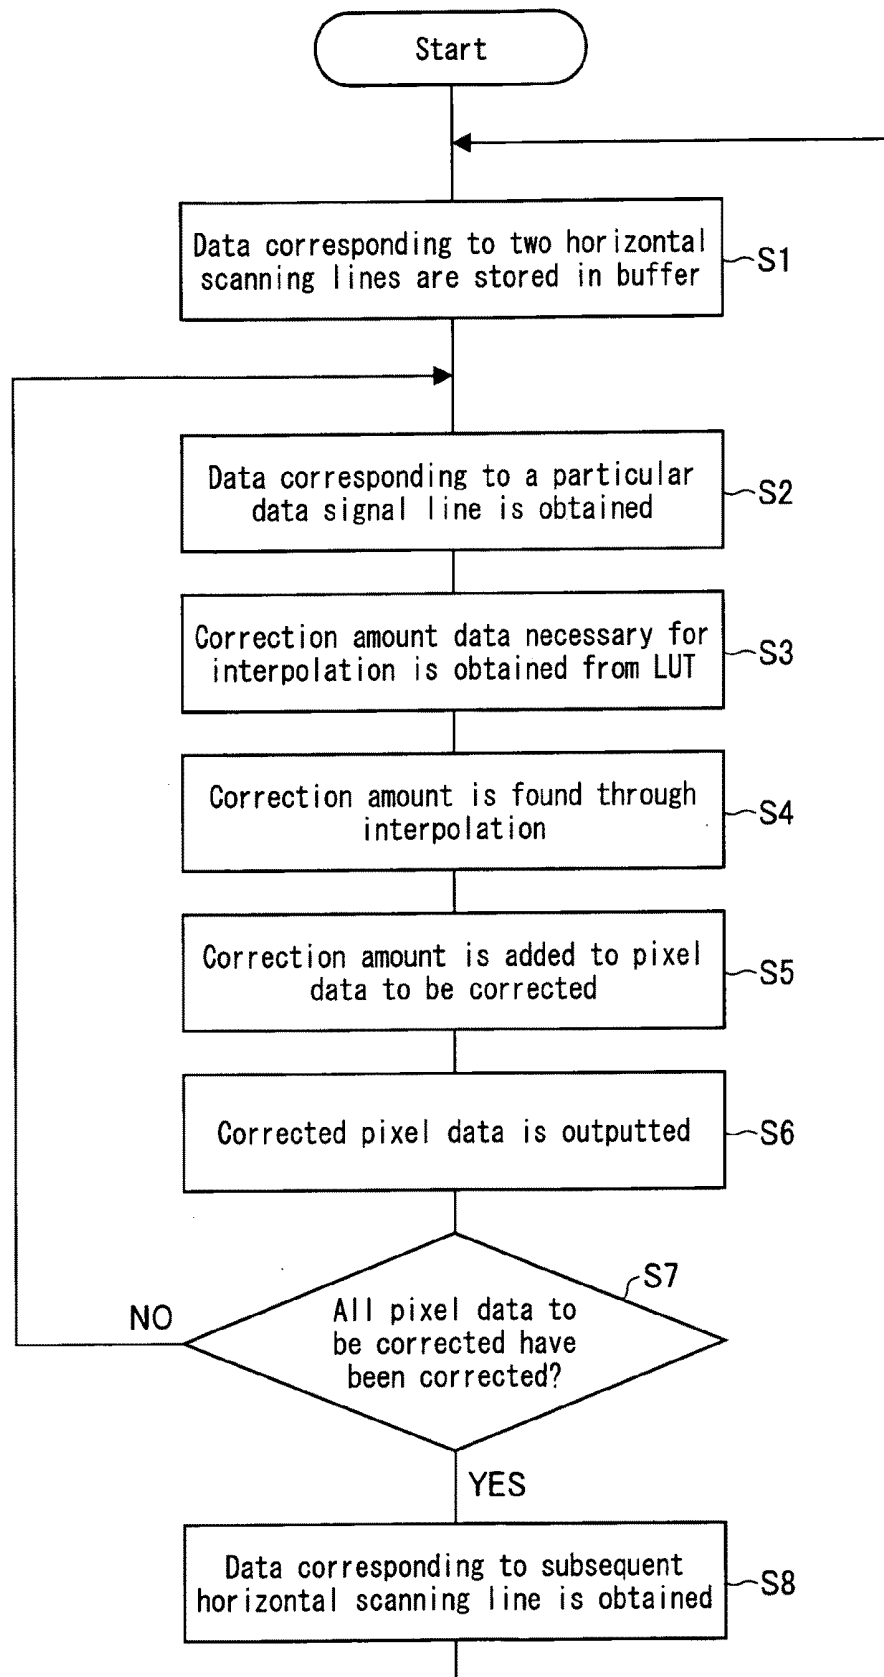 Start
Data corresponding to two horizontal
scanning lines are stored in buffer
S1
Data corresponding to a particular
data signal line is obtained
S2
Correction amount data necessary for
interpolation is obtained from LUT
S3
Correction amount is found through
interpolation
S4
Correction amount is added to pixel
data to be corrected
S5
Corrected pixel data is outputted
S6
S7
All pixel data to
be corrected have
been corrected?
NO
YES
Data corresponding to subsequent
horizontal scanning line is obtained
S8